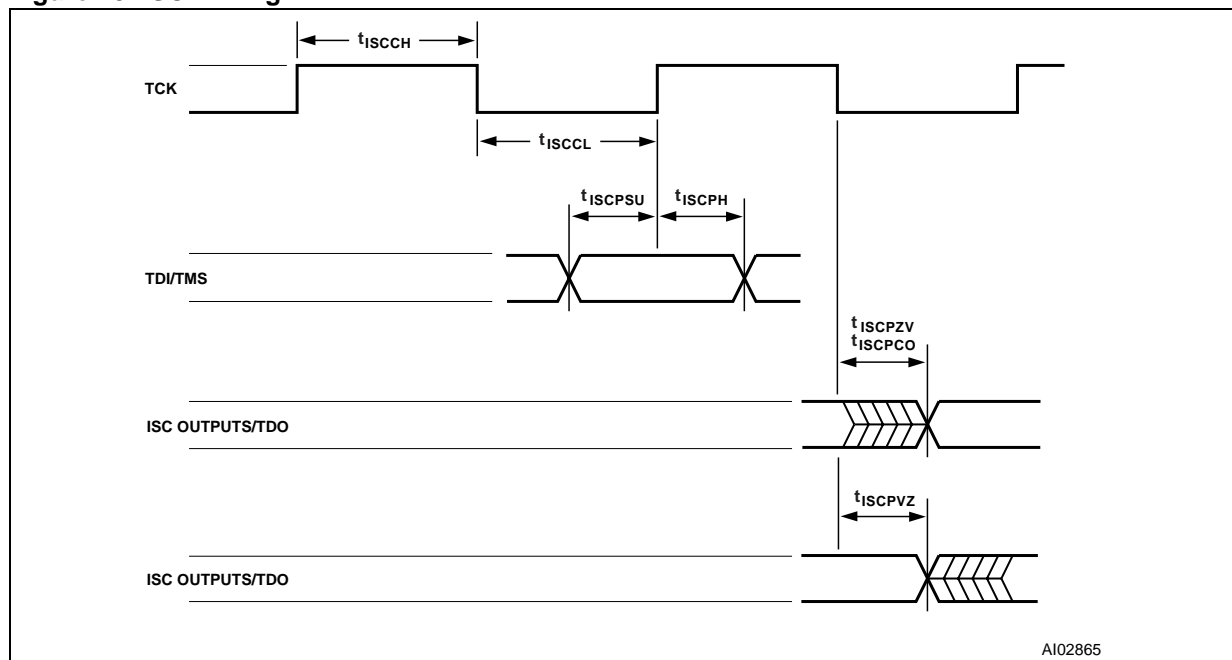 tISCCH
TCK
tISCCL
tISCPSU
tISCPH
TDI/TMS
tISCPZV
tISCPCO
ISC OUTPUTS/TDO
tISCPVZ
ISC OUTPUTS/TDO
AI02865